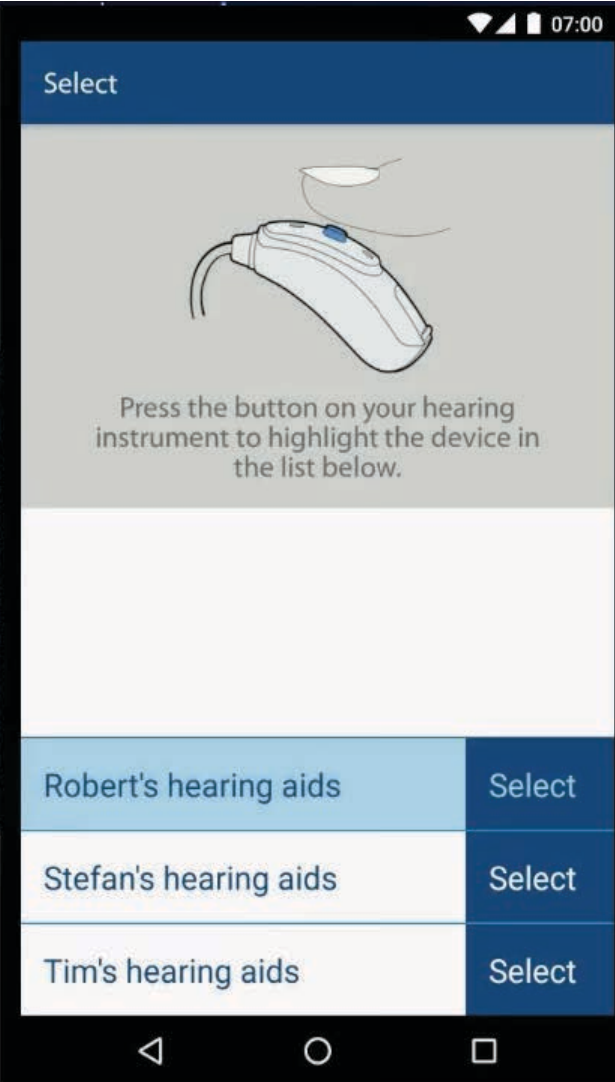 07:00
Select
Press the button on your hearing
instrument to highlight the device in
the list below.
Robert's hearing aids Select
Stefan's hearing aids Select
Tim's hearing aids Select